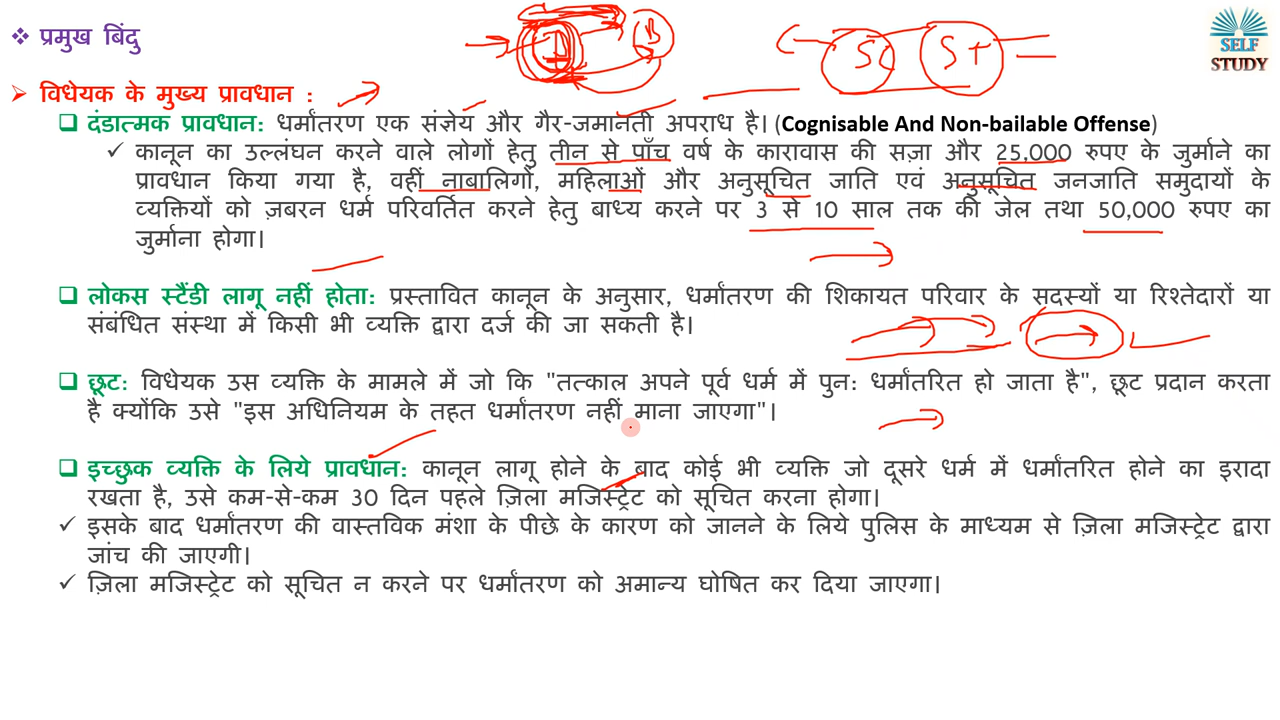 ❖ प्रमुख बिंदु
SELF
STUDY
➢ विधेयक के मुख्य प्रावधान :
❑ दंडात्मक प्रावधान: धर्मांतरण एक संज्ञेय और गैर-जमानती अपराध है। (Cognisable And Non-bailable Offense)
✓ कानून का उल्लंघन करने वाले लोगों हेतु तीन से पाँच वर्ष के कारावास की सज़ा और 25,000 रुपए के जुर्माने का
प्रावधान किया गया है, वहीं नाबालिगों, महिलाओं और अनुसूचित जाति एवं अनुसूचित जनजाति समुदायों के
व्यक्तियों को ज़बरन धर्म परिवर्तित करने हेतु बाध्य करने पर 3 से 10 साल तक की जेल तथा 50,000 रुपए का
जुर्माना होगा।
❑ लोकस स्टैंडी लागू नहीं होता: प्रस्तावित कानून के अनुसार, धर्मांतरण की शिकायत परिवार के सदस्यों या रिश्तेदारों या
संबंधित संस्था में किसी भी व्यक्ति द्वारा दर्ज की जा सकती है।
❑ छूट: विधेयक उस व्यक्ति के मामले में जो कि "तत्काल अपने पूर्व धर्म में पुन: धर्मांतरित हो जाता है", छूट प्रदान करता
है क्योंकि उसे "इस अधिनियम के तहत धर्मांतरण नहीं माना जाएगा"।
❑ इच्छुक व्यक्ति के लिये प्रावधान: कानून लागू होने के बाद कोई भी व्यक्ति जो दूसरे धर्म में धर्मांतरित होने का इरादा
रखता है, उसे कम-से-कम 30 दिन पहले ज़िला मजिस्ट्रेट को सूचित करना होगा।
✓ इसके बाद धर्मांतरण की वास्तविक मंशा के पीछे के कारण को जानने के लिये पुलिस के माध्यम से ज़िला मजिस्ट्रेट द्वारा
जांच की जाएगी।
✓ ज़िला मजिस्ट्रेट को सूचित न करने पर धर्मांतरण को अमान्य घोषित कर दिया जाएगा।